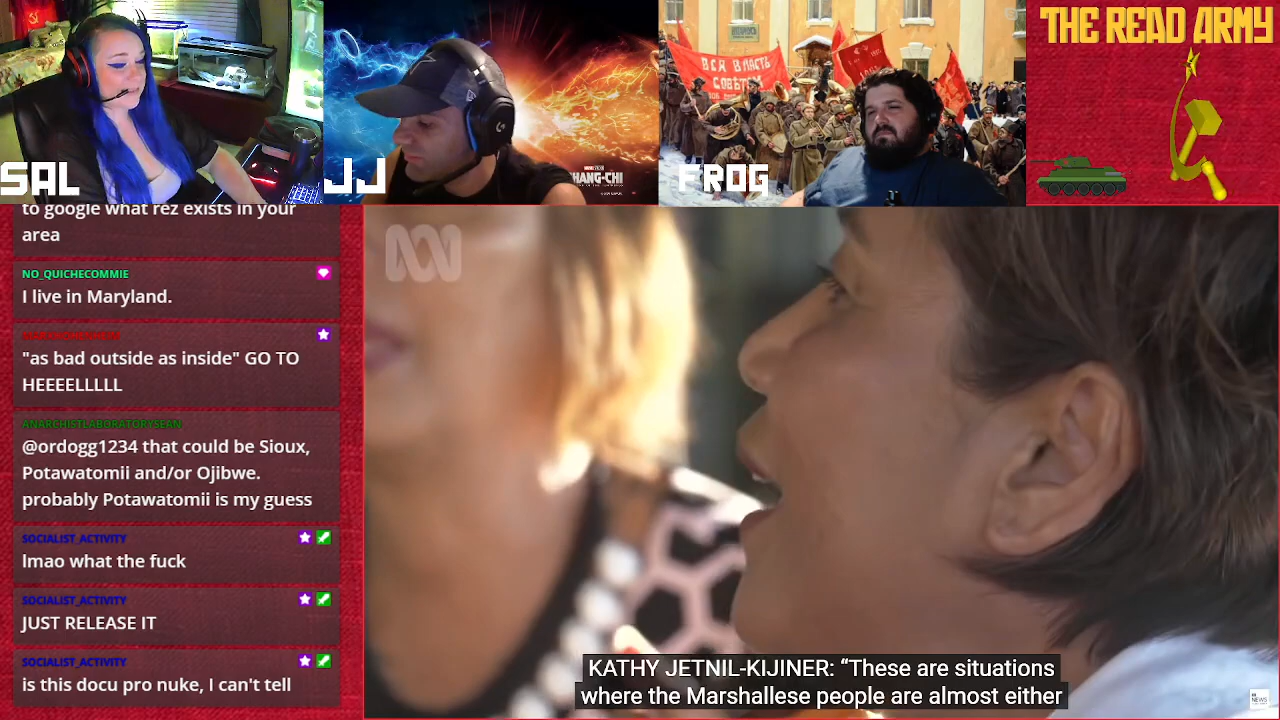 THE READ ARMY
ВСЯ ВЛАСТЬ
СОВѢТАМ
SAL
JJ
SHANG-CHI
FROG
to google what rez exists in your
area
NO_QUICHECOMMIE
I live in Maryland.
"as bad outside as inside" GO TO
HEEEELLLLL
ANARCHISTLABORATORYSEAN
@ordogg1234 that could be Sioux,
Potawatomii and/or Ojibwe.
probably Potawatomii is my guess
SOCIALIST_ACTIVITY
lmao what the fuck
SOCIALIST_ACTIVITY
JUST RELEASE IT
SOCIALIST_ACTIVITY
is this docu pro nuke, I can't tell
KATHY JETNIL-KIJINER: “These are situations
where the Marshallese people are almost either
NEWS